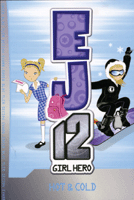 EJ
12
GIRL HERO
HOT & COLD